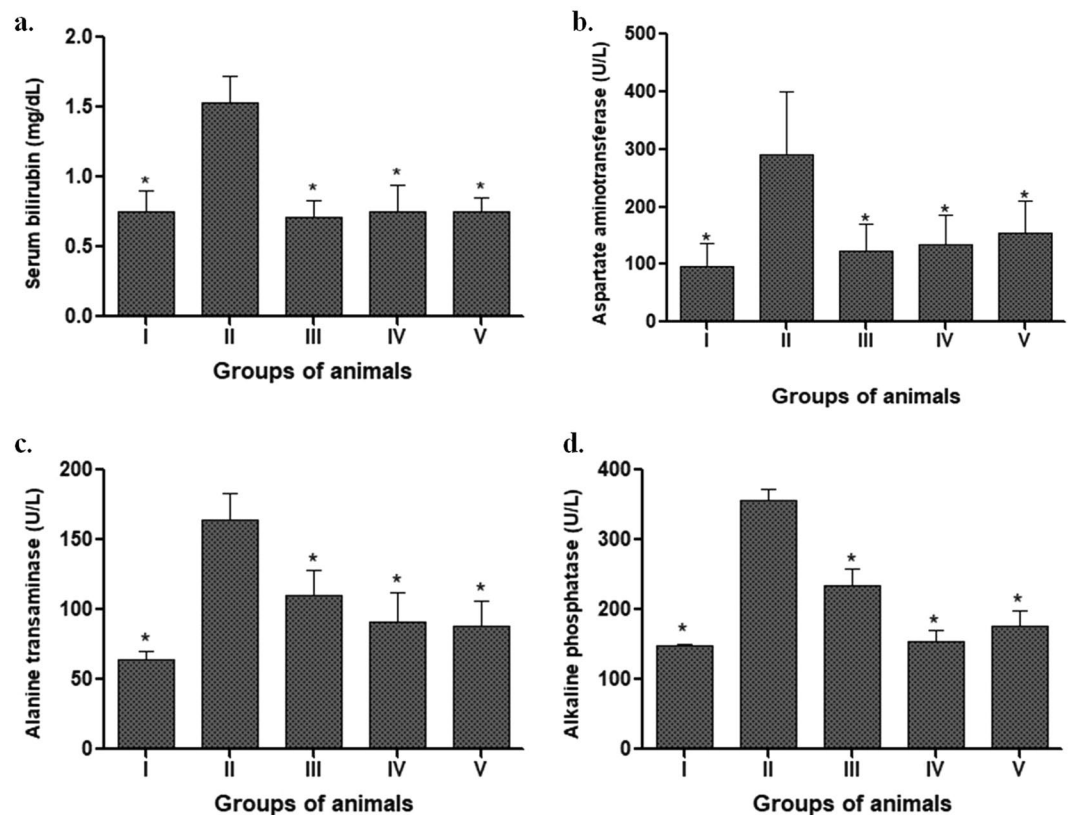 a.
Serum bilirubin (mg/dL)
2.0
1.5
1.0
0.5
0.0
*
*
*
*
I II III IV V
Groups of animals
b.
Aspartate aminotransferase (U/L)
500
400
300
200
100
0
*
*
*
*
I II III IV V
Groups of animals
c.
Alanine transaminase (U/L)
200
150
100
50
0
*
*
*
*
I II III IV V
Groups of animals
d.
Alkaline phosphatase (U/L)
400
300
200
100
0
*
*
*
*
I II III IV V
Groups of animals